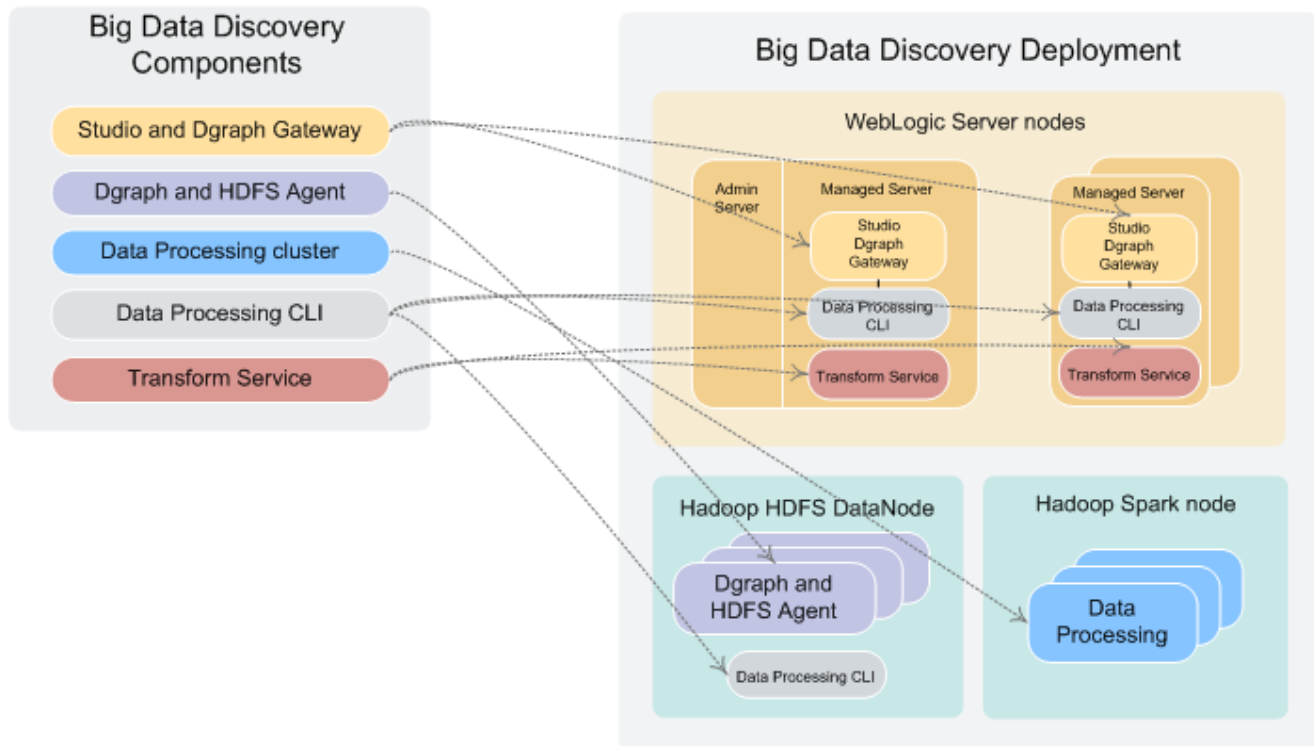 Big Data Discovery
Components
Studio and Dgraph Gateway
Dgraph and HDFS Agent
Data Processing cluster
Data Processing CLI
Transform Service
Big Data Discovery Deployment
WebLogic Server nodes
Admin
Server
Managed Server
Studio
Dgraph
Gateway
Data Processing
CLI
Transform Service
Managed Server
Studio
Dgraph
Gateway
Data Processing
CLI
Transform Service
Hadoop HDFS DataNode
Dgraph and
HDFS Agent
Data Processing CLI
Hadoop Spark node
Data
Processing